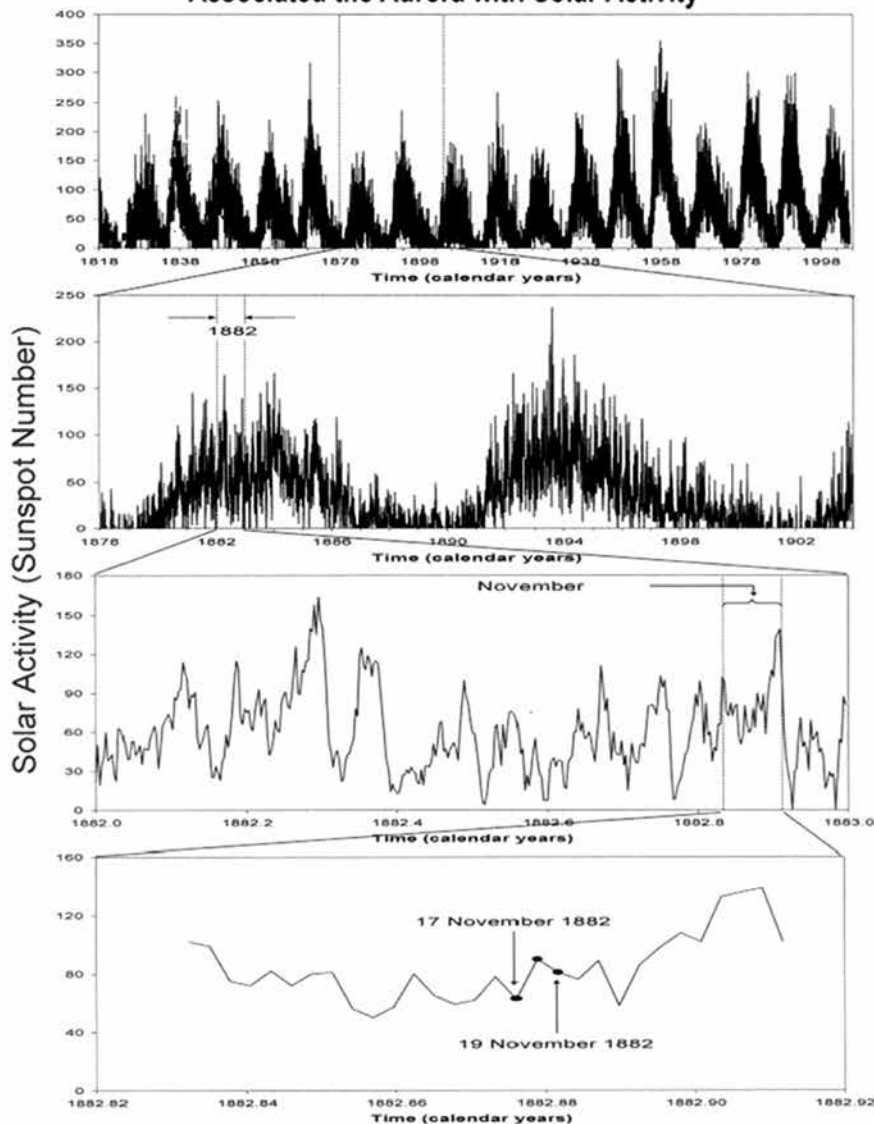 Associated the Aurora with Solar Activity
Solar Activity (Sunspot Number)
400
350
300
250
200
150
100
50
0
1818 1838 1858 1878 1898 1918 1938 1958 1978 1998
Time (calendar years)
250
200
150
100
50
0
1882
1878 1882 1886 1890 1894 1898 1902
Time (calendar years)
180
150
120
90
60
30
0
November
1882.0 1882.2 1882.4 1882.6 1882.8 1883.0
Time (calendar years)
160
120
80
40
0
17 November 1882
19 November 1882
1882.82 1882.84 1882.86 1882.88 1882.90 1882.92
Time (calendar years)